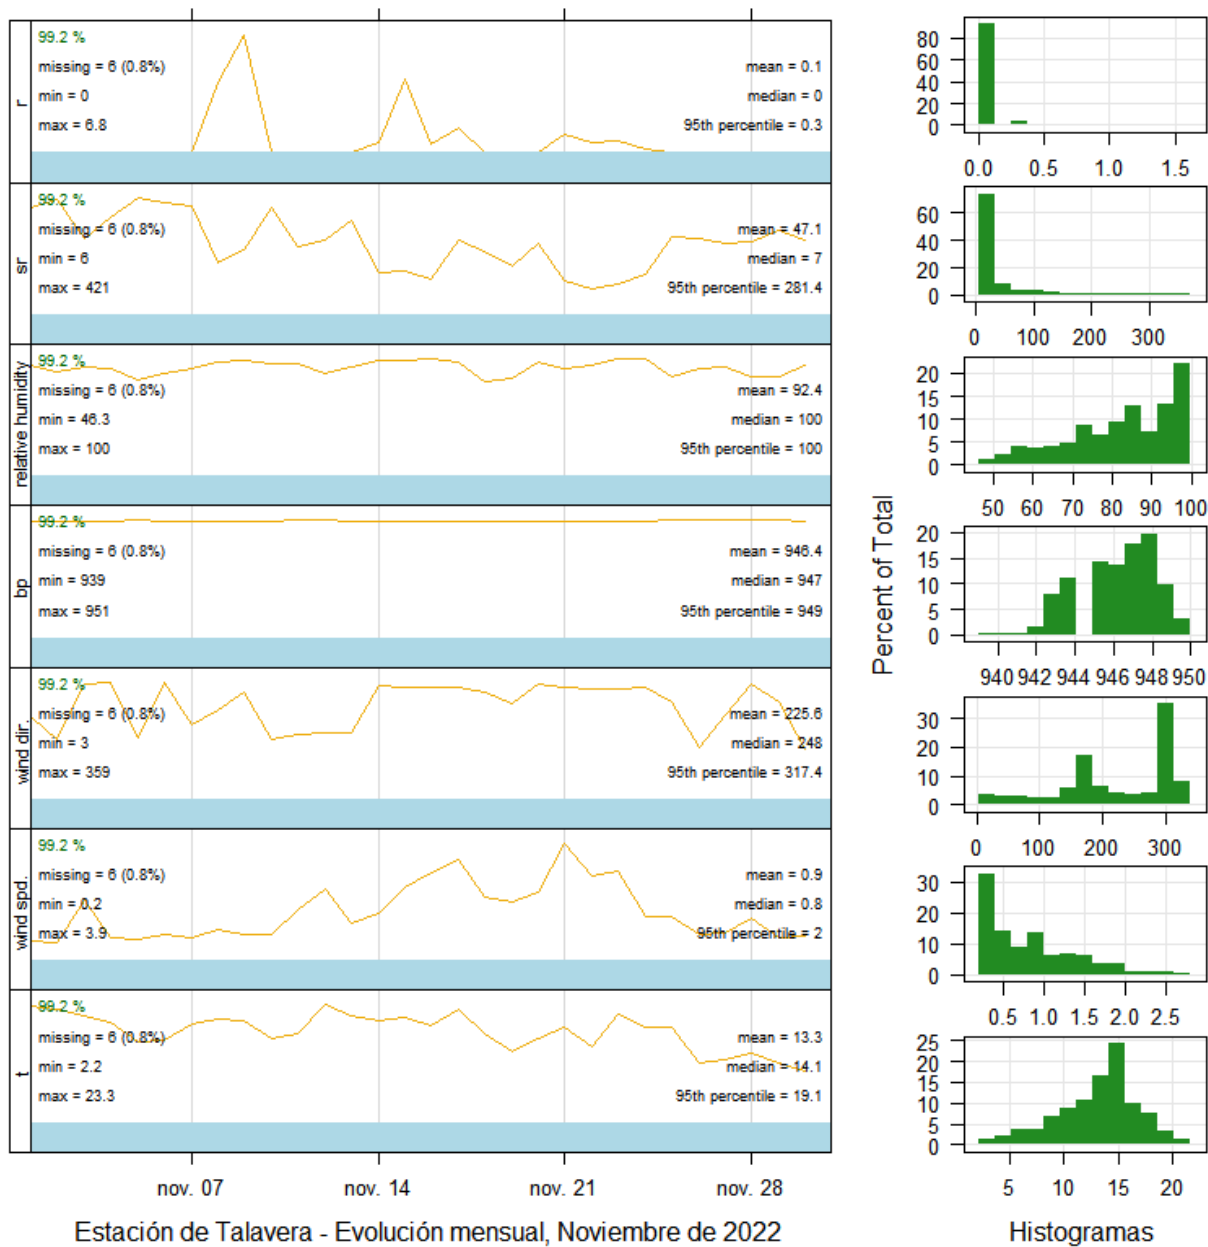 r
99.2 %
missing = 6 (0.8%)
min = 0
max = 6.8
mean = 0.1
median = 0
95th percentile = 0.3
sr
99.2 %
missing = 6 (0.8%)
min = 6
max = 421
mean = 47.1
median = 7
95th percentile = 281.4
relative humidity
99.2 %
missing = 6 (0.8%)
min = 46.3
max = 100
mean = 92.4
median = 100
95th percentile = 100
bp
99.2 %
missing = 6 (0.8%)
min = 939
max = 951
mean = 946.4
median = 947
95th percentile = 949
wind dir.
99.2 %
missing = 6 (0.8%)
min = 3
max = 359
mean = 225.6
median = 248
95th percentile = 317.4
wind spd.
99.2 %
missing = 6 (0.8%)
min = 0.2
max = 3.9
mean = 0.9
median = 0.8
95th percentile = 2
t
99.2 %
missing = 6 (0.8%)
min = 2.2
max = 23.3
mean = 13.3
median = 14.1
95th percentile = 19.1
nov. 07 nov. 14 nov. 21 nov. 28
Estación de Talavera - Evolución mensual, Noviembre de 2022
Percent of Total
80
60
40
20
0
0.0 0.5 1.0 1.5
60
40
20
0
0 100 200 300
20
15
10
5
0
50 60 70 80 90 100
20
15
10
5
0
940 942 944 946 948 950
30
20
10
0
0 100 200 300
30
20
10
0
0.5 1.0 1.5 2.0 2.5
25
20
15
10
5
0
5 10 15 20
Histogramas